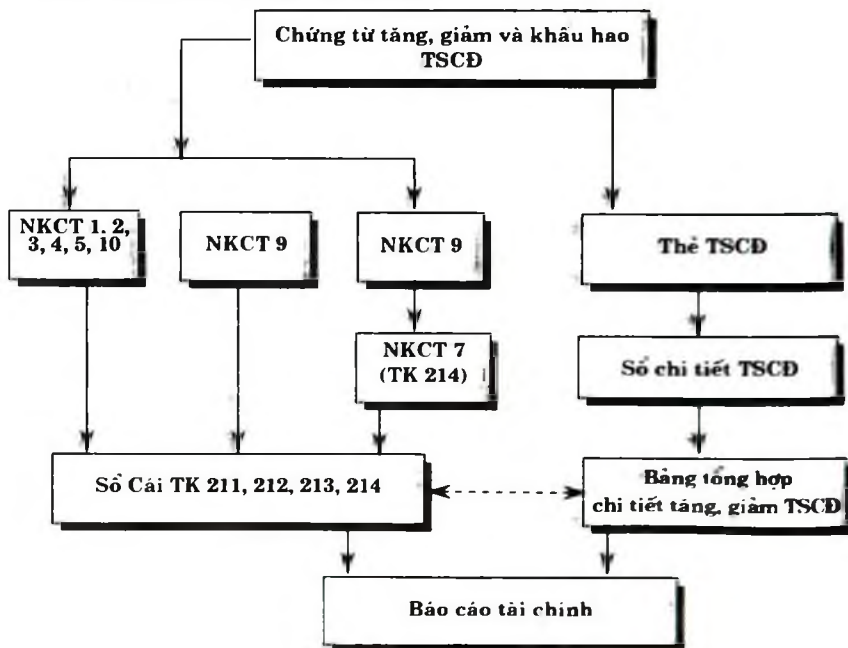 Chứng từ tăng, giảm và khấu hao
TSCĐ
NKCT 1. 2,
3, 4, 5, 10
NKCT 9
NKCT 9
Thẻ TSCĐ
NKCT 7
(TK 214)
Sổ chi tiết TSCĐ
Sổ Cái TK 211, 212, 213, 214
Bảng tổng hợp
chi tiết tăng, giảm TSCĐ
Báo cáo tài chính